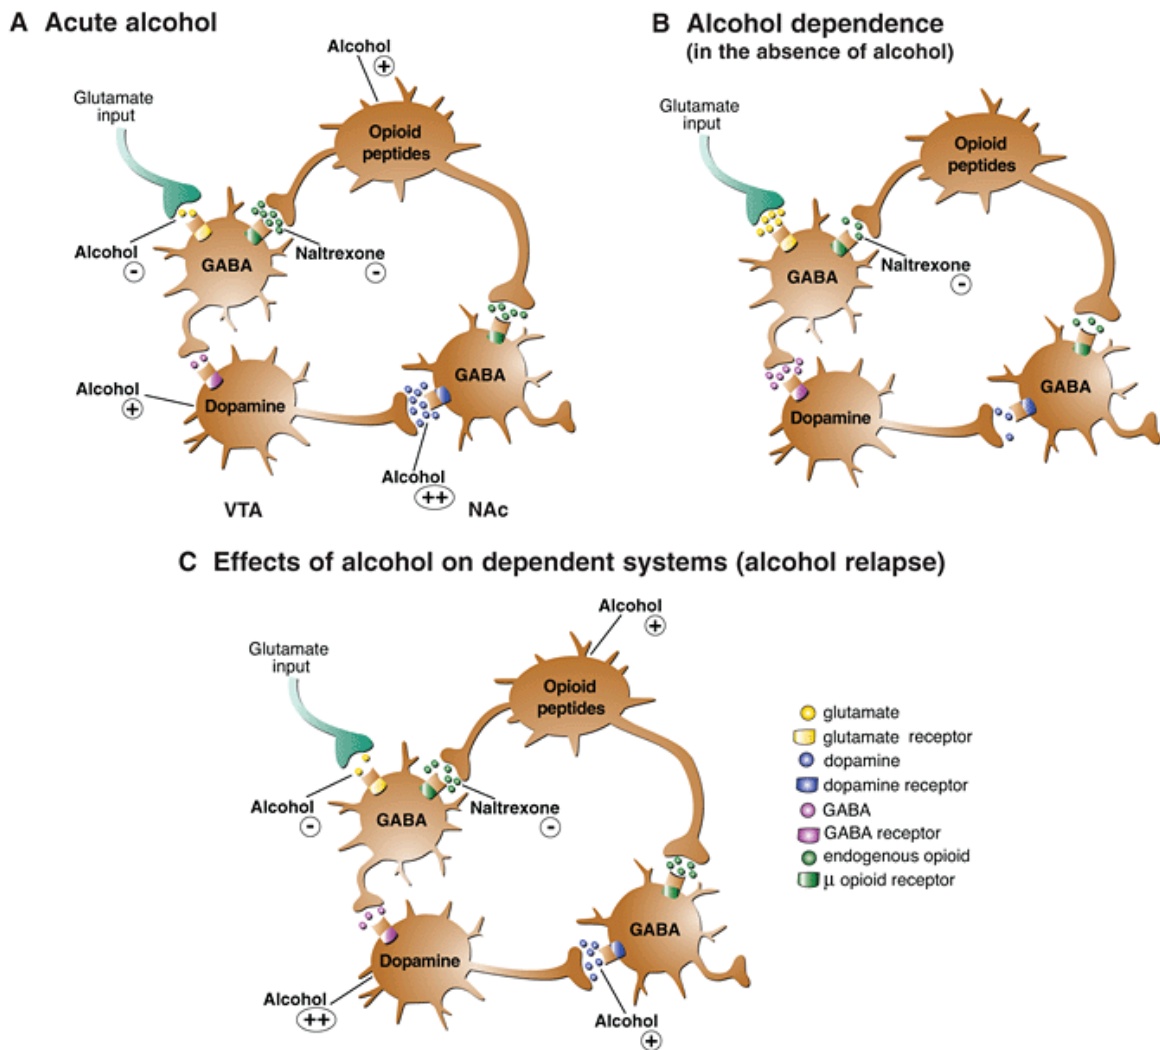 A Acute alcohol
Alcohol
+
Glutamate
input
Opioid
peptides
Alcohol
-
GABA
Naltrexone
-
Alcohol
+
Dopamine
GABA
Alcohol
++
VTA
NAc
B Alcohol dependence
(in the absence of alcohol)
Glutamate
input
Opioid
peptides
GABA
Naltrexone
-
Dopamine
GABA
C Effects of alcohol on dependent systems (alcohol relapse)
Alcohol
+
Glutamate
input
Opioid
peptides
Alcohol
-
GABA
Naltrexone
-
Dopamine
GABA
Alcohol
++
Alcohol
+
glutamate
glutamate receptor
dopamine
dopamine receptor
GABA
GABA receptor
endogenous opioid
μ opioid receptor